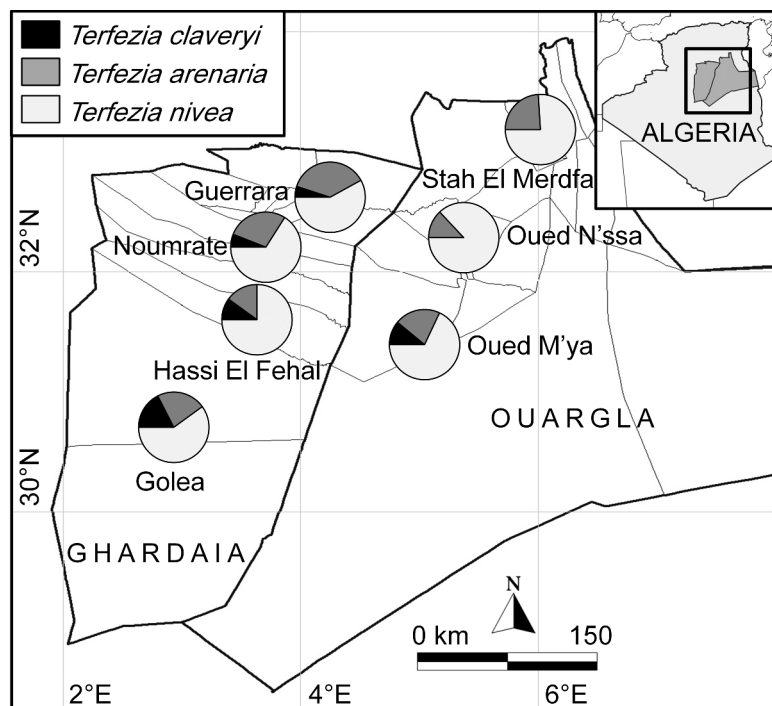 Terfezia claveryi
Terfezia arenaria
Terfezia nivea
ALGERIA
Stah El Merdfa
Guerrara
Noumrate
Oued N'ssa
32°N
Hassi El Fehal
Oued M'ya
OUARGLA
Golea
30°N
GHARDAIA
N
0 km 150
2°E 4°E 6°E